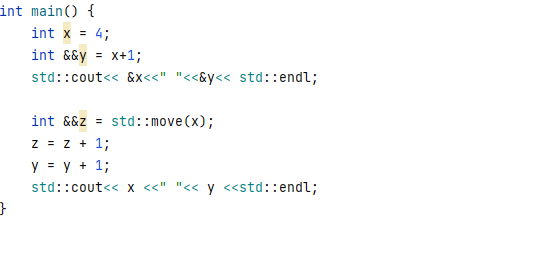 int main() {
    int x = 4;
    int &&y = x+1;
    std::cout<< &x<<" "<<&y<< std::endl;
    int &&z = std::move(x);
    z = z + 1;
    y = y + 1;
    std::cout<< x <<" "<< y <<std::endl;
}